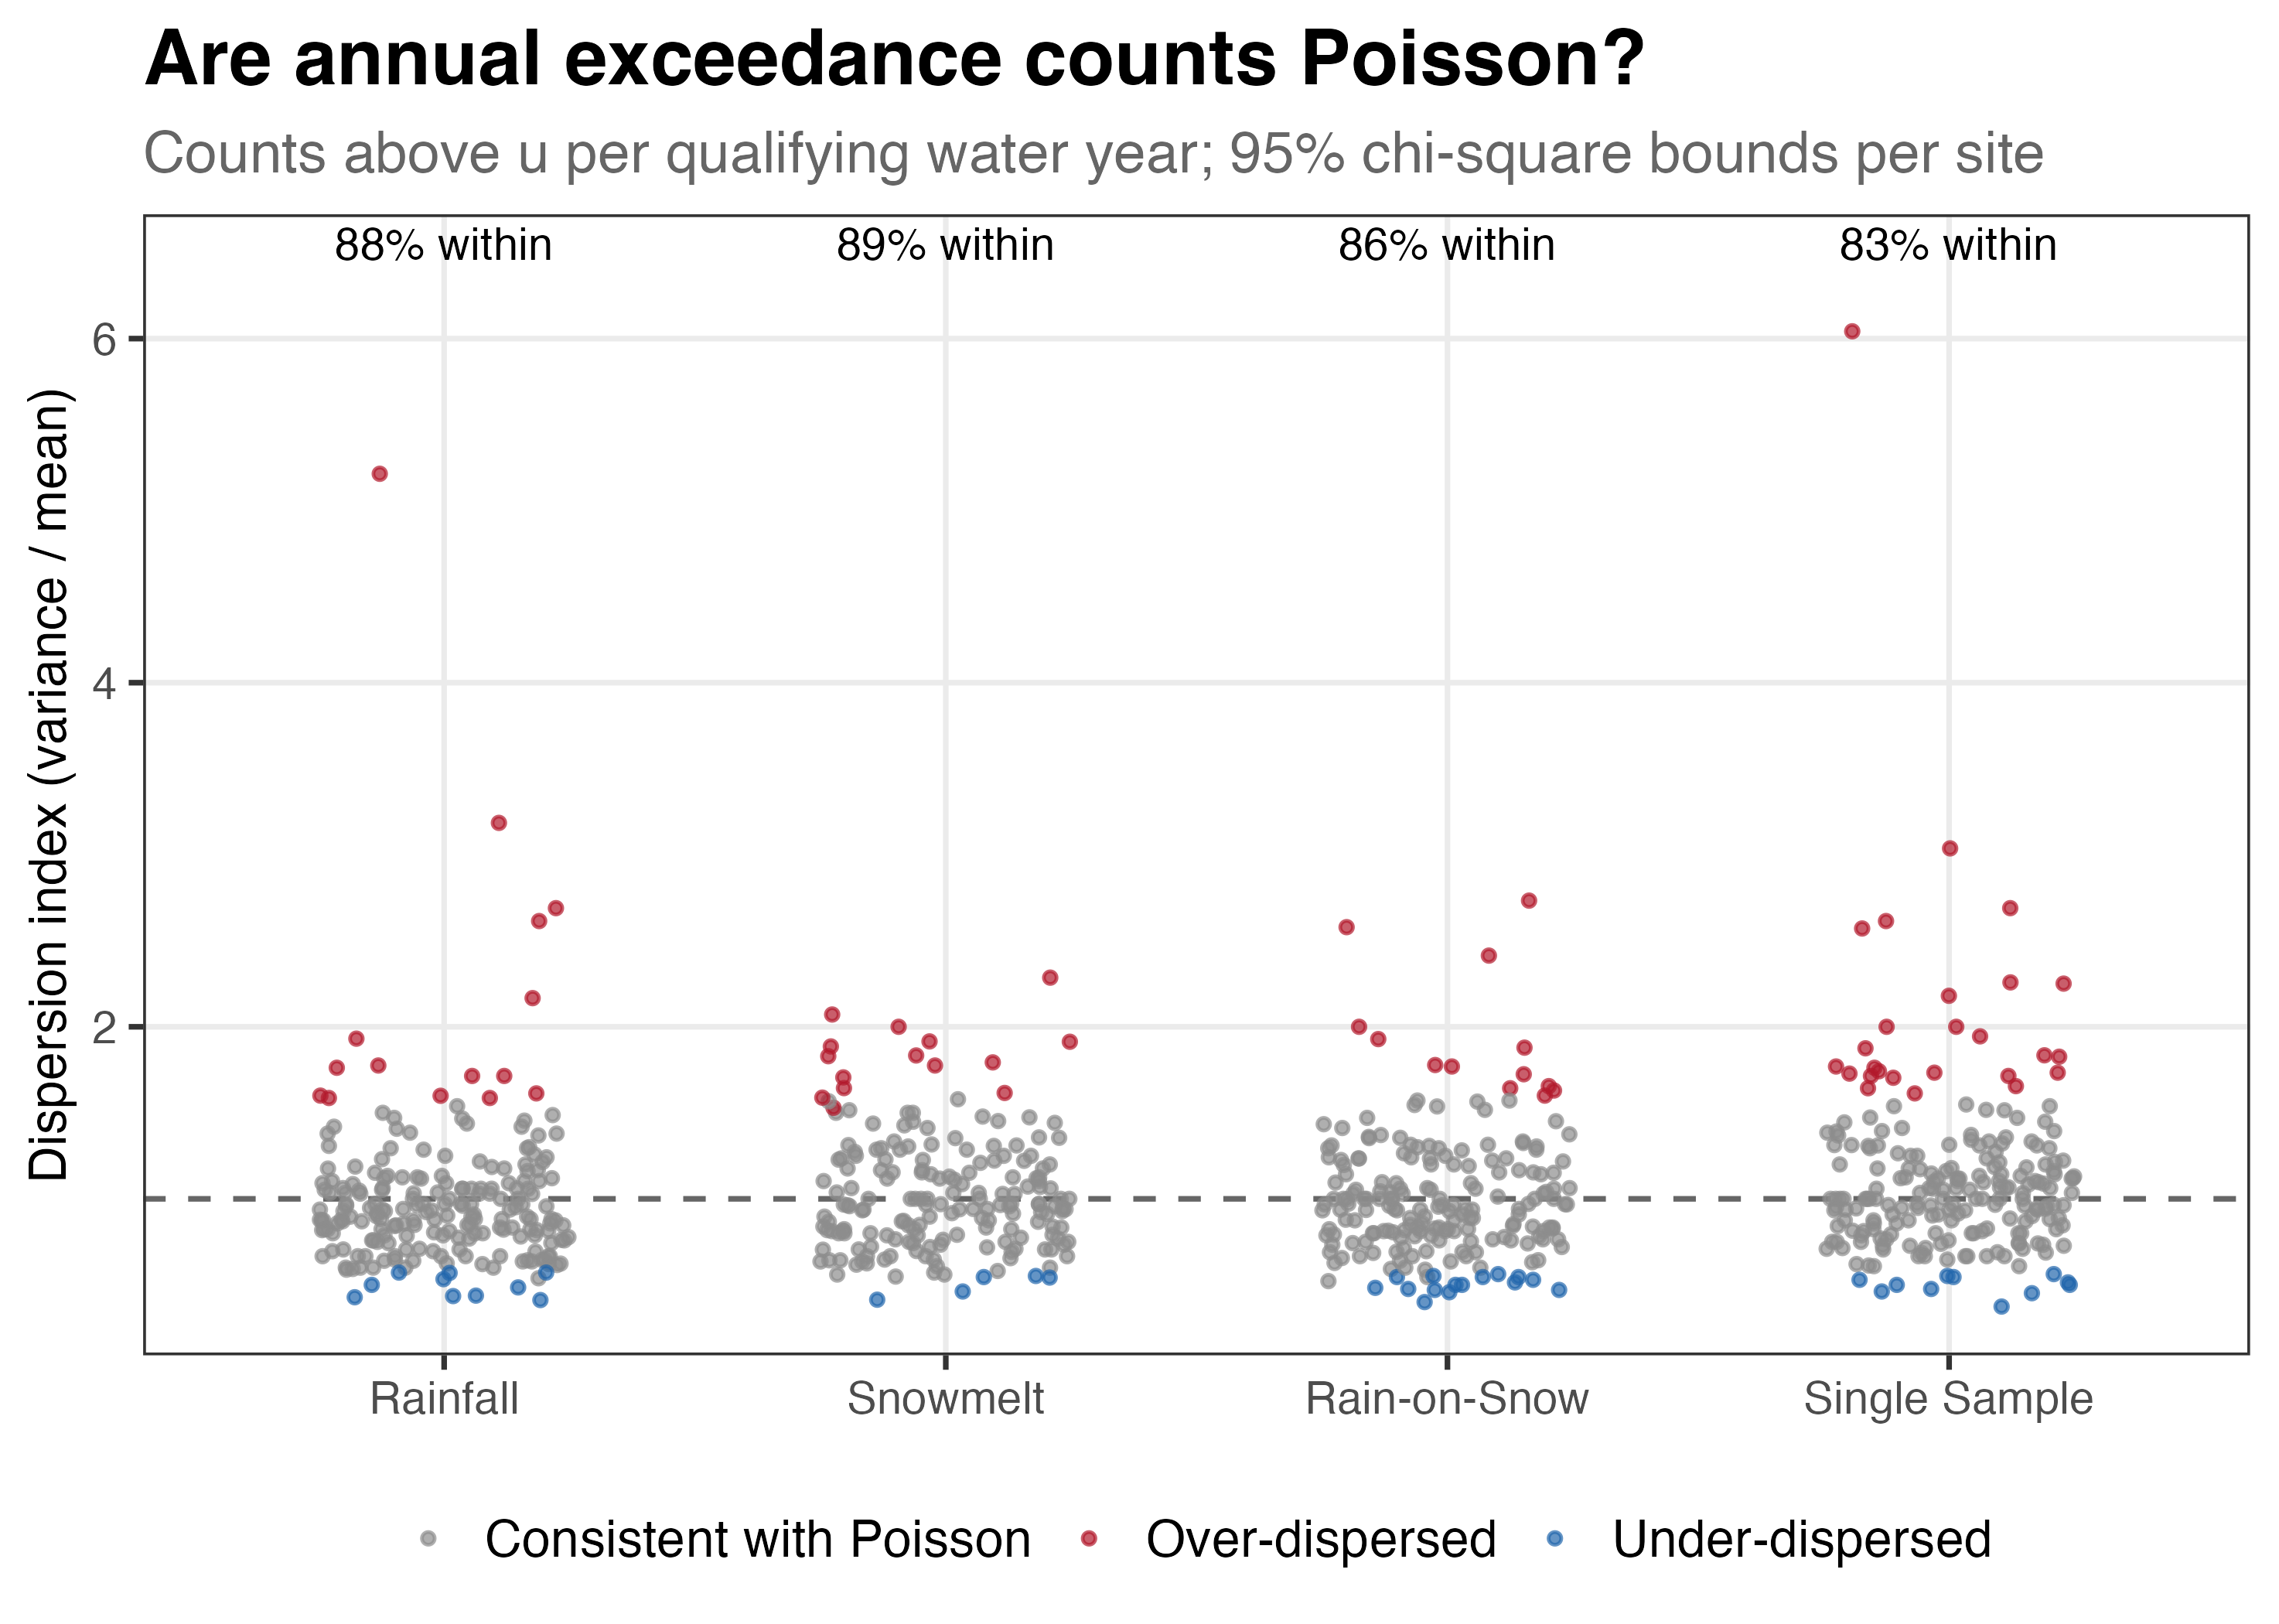 Are annual exceedance counts Poisson?
Counts above u per qualifying water year; 95% chi-square bounds per site
88% within
89% within
86% within
83% within
Dispersion index (variance / mean)
6
4
2
Rainfall
Snowmelt
Rain-on-Snow
Single Sample
Consistent with Poisson
Over-dispersed
Under-dispersed